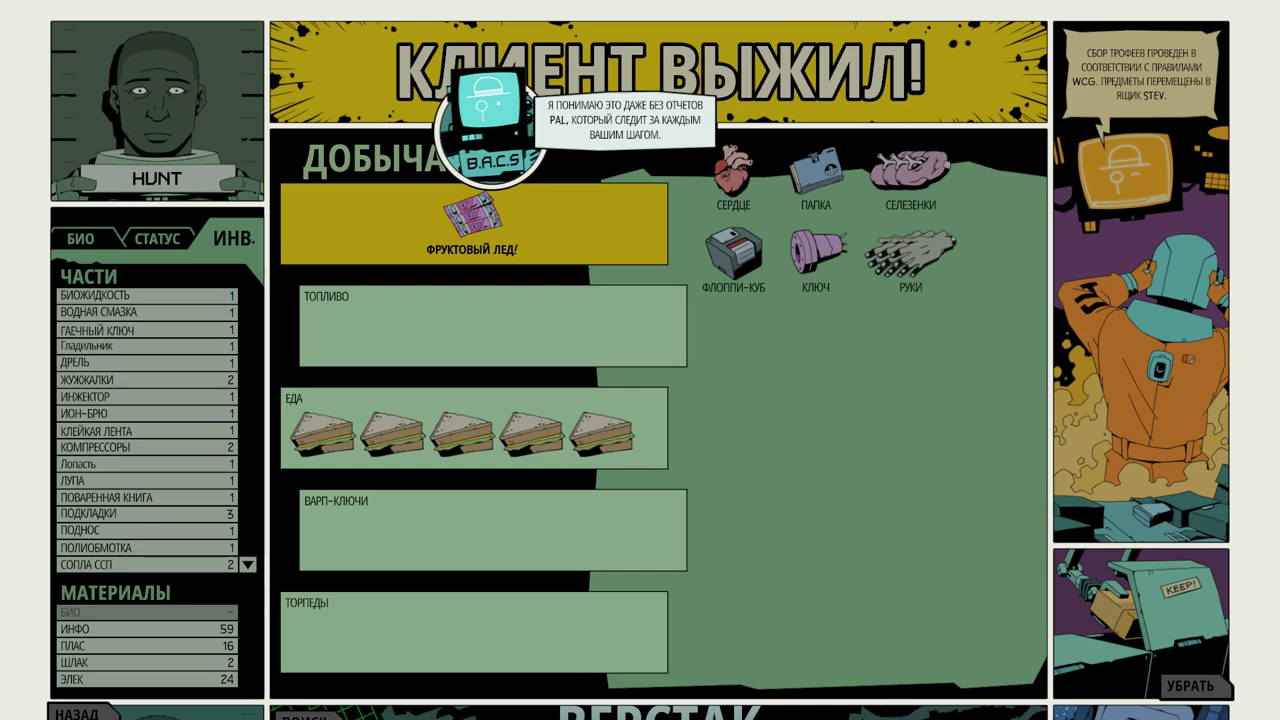 HUNT
БИО
СТАТУС
ИНВ.
ЧАСТИ
БИОЖИДКОСТЬ 1
ВОДНАЯ СМАЗКА 1
ГАЕЧНЫЙ КЛЮЧ 1
Гладильник 1
ДРЕЛЬ 1
ЖУЖЖАЛКИ 2
ИНЖЕКТОР 1
ИОН-БРЮ 1
КЛЕЙКАЯ ЛЕНТА 1
КОМПРЕССОРЫ 2
Лопасть 1
ЛУПА 1
ПОВАРЕННАЯ КНИГА 1
ПОДКЛАДКИ 3
ПОДНОС 1
ПОЛИОБМОТКА 1
СОПЛА ССП 2
МАТЕРИАЛЫ
БИО -
ИНФО 59
ПЛАС 16
ШЛАК 2
ЭЛЕК 24
НАЗАД
КЛИЕНТ ВЫЖИЛ!
B.A.C.S
Я ПОНИМАЮ ЭТО ДАЖЕ БЕЗ ОТЧЕТОВ
PAL, КОТОРЫЙ СЛЕДИТ ЗА КАЖДЫМ
ВАШИМ ШАГОМ.
ДОБЫЧА
ФРУКТОВЫЙ ЛЕД!
ТОПЛИВО
ЕДА
ВАРП-КЛЮЧИ
ТОРПЕДЫ
СЕРДЦЕ
ПАПКА
СЕЛЕЗЕНКИ
ФЛОППИ-КУБ
КЛЮЧ
РУКИ
СБОР ТРОФЕЕВ ПРОВЕДЕН В
СООТВЕТСТВИИ С ПРАВИЛАМИ
WCG. ПРЕДМЕТЫ ПЕРЕМЕЩЕНЫ В
ЯЩИК STEV.
KEEP!
УБРАТЬ
ПОИСК
ВЕРСТАК